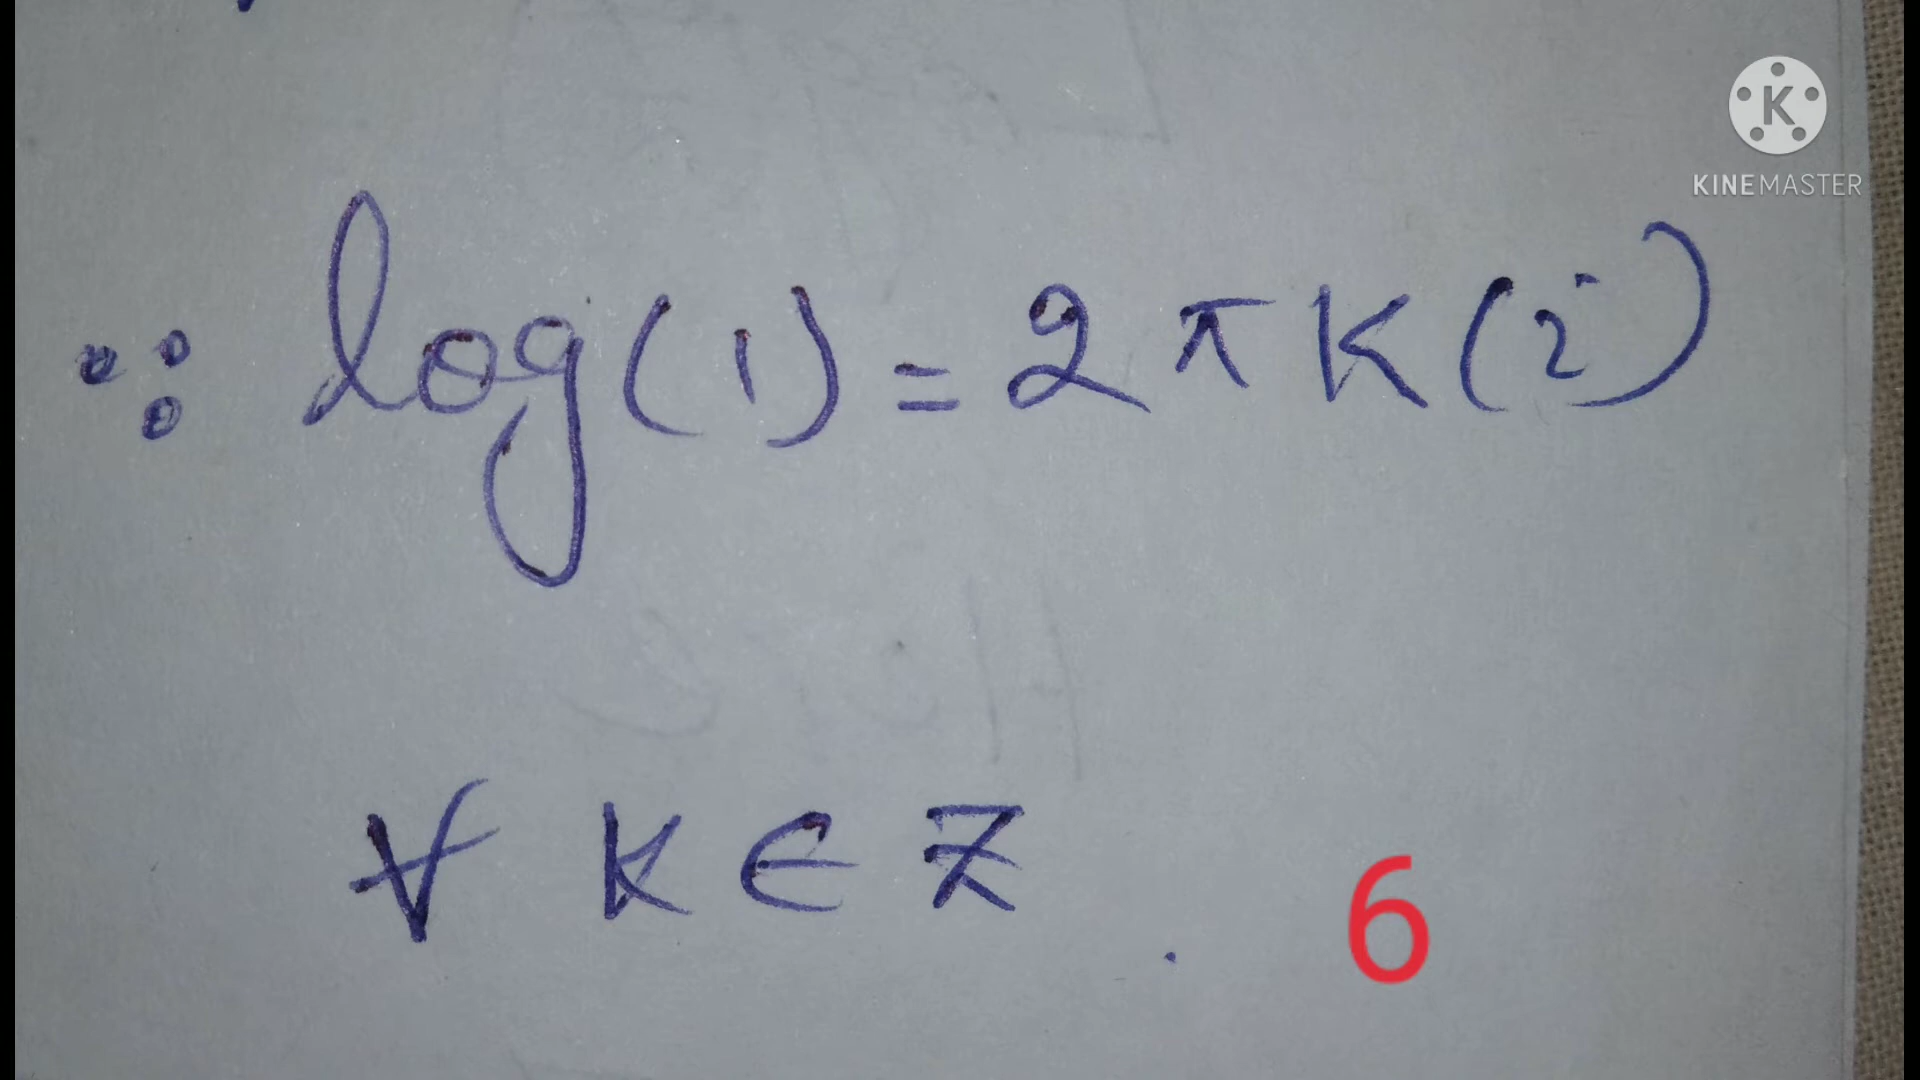 KINEMASTER
∵ log(1) = 2πK(i)
∀ K ∈ Z.
6